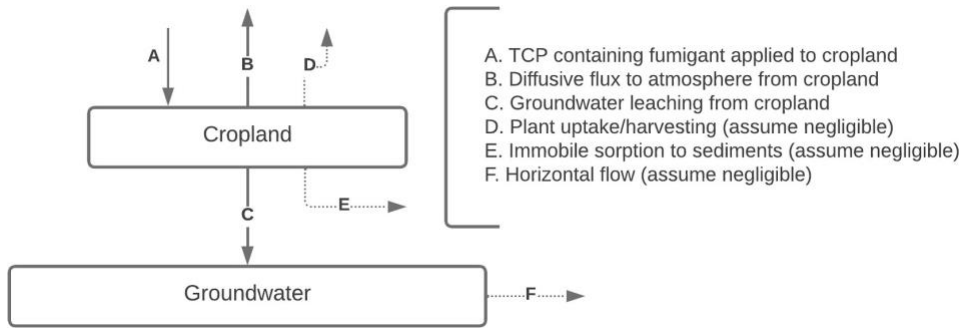 A
B
D
A. TCP containing fumigant applied to cropland
B. Diffusive flux to atmosphere from cropland
C. Groundwater leaching from cropland
D. Plant uptake/harvesting (assume negligible)
E. Immobile sorption to sediments (assume negligible)
F. Horizontal flow (assume negligible)
Cropland
C
E
Groundwater
F